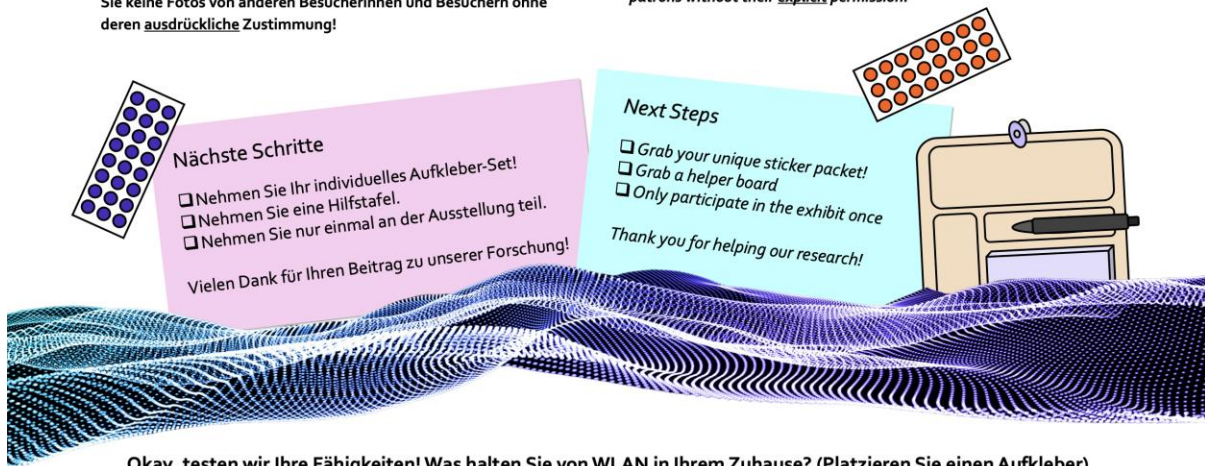 Sie keine Fotos von anderen Besucherinnen und Besuchern ohne
deren ausdrückliche Zustimmung!
patrons without their explicit permission!
Nächste Schritte
❑ Nehmen Sie Ihr individuelles Aufkleber-Set!
❑ Nehmen Sie eine Hilfstafel.
❑ Nehmen Sie nur einmal an der Ausstellung teil.
Vielen Dank für Ihren Beitrag zu unserer Forschung!
Next Steps
❑ Grab your unique sticker packet!
❑ Grab a helper board
❑ Only participate in the exhibit once
Thank you for helping our research!
Okay, testen wir Ihre Fähigkeiten! Was halten Sie von WLAN in Ihrem Zuhause? (Platzieren Sie einen Aufkleber)